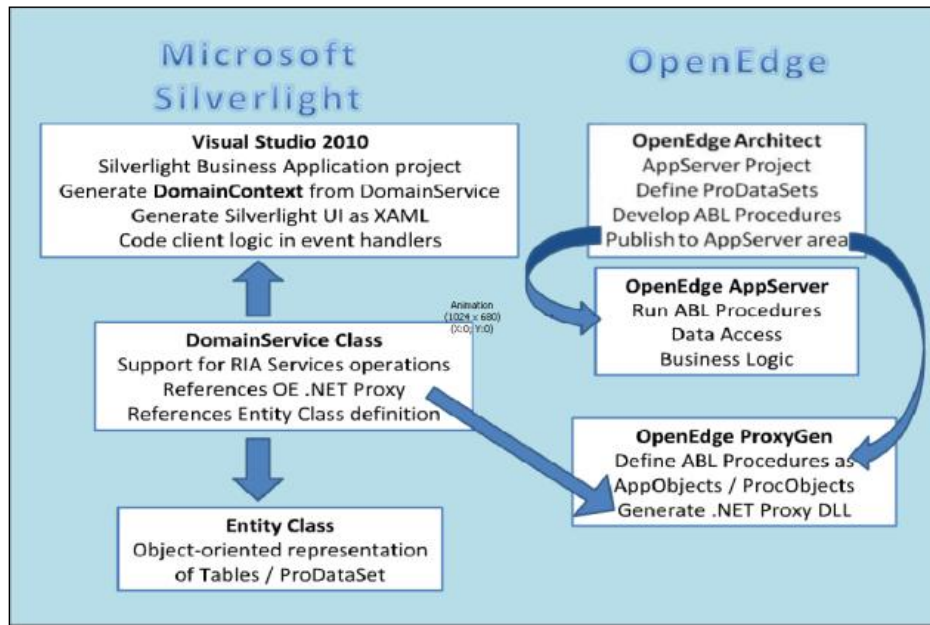 Microsoft
Silverlight
Visual Studio 2010
Silverlight Business Application project
Generate DomainContext from DomainService
Generate Silverlight UI as XAML
Code client logic in event handlers
Animation
(1024 x 680)
(X:0; Y:0)
DomainService Class
Support for RIA Services operations
References OE .NET Proxy
References Entity Class definition
Entity Class
Object-oriented representation
of Tables / ProDataSet
OpenEdge
OpenEdge Architect
AppServer Project
Define ProDataSets
Develop ABL Procedures
Publish to AppServer area
OpenEdge AppServer
Run ABL Procedures
Data Access
Business Logic
OpenEdge ProxyGen
Define ABL Procedures as
AppObjects / ProcObjects
Generate .NET Proxy DLL